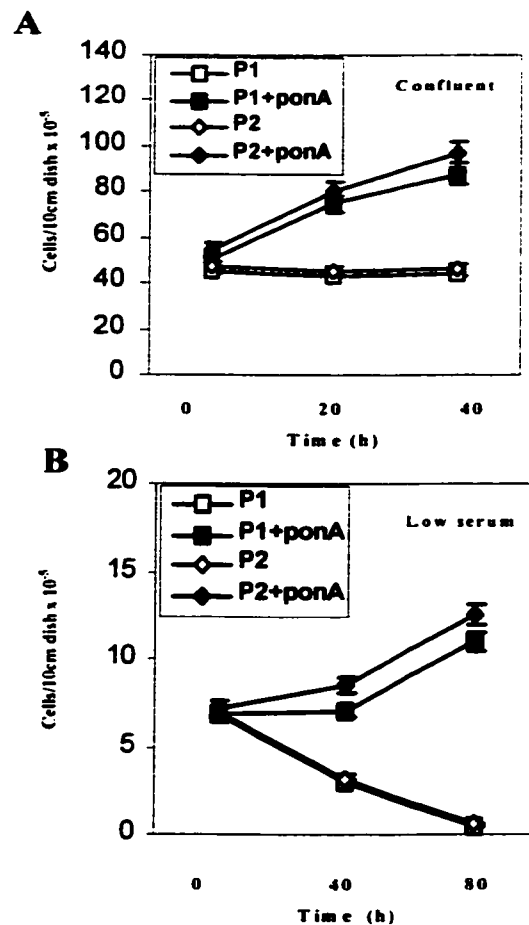 A
140
120
100
80
60
40
20
0
Cells/10cm dish x 10-5
P1
P1+ponA
P2
P2+ponA
Confluent
0 20 40
Time (h)
B
20
15
10
5
0
Cells/10cm dish x 10-5
P1
P1+ponA
P2
P2+ponA
Low serum
0 40 80
Time (h)